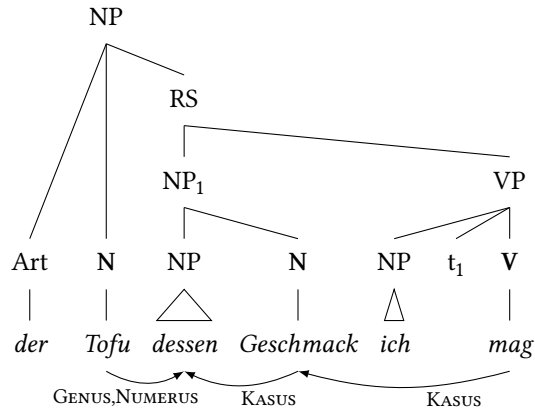 NP
RS
NP₁ VP
Art N NP N NP t₁ V
der Tofu dessen Geschmack ich mag
GENUS,NUMERUS KASUS KASUS